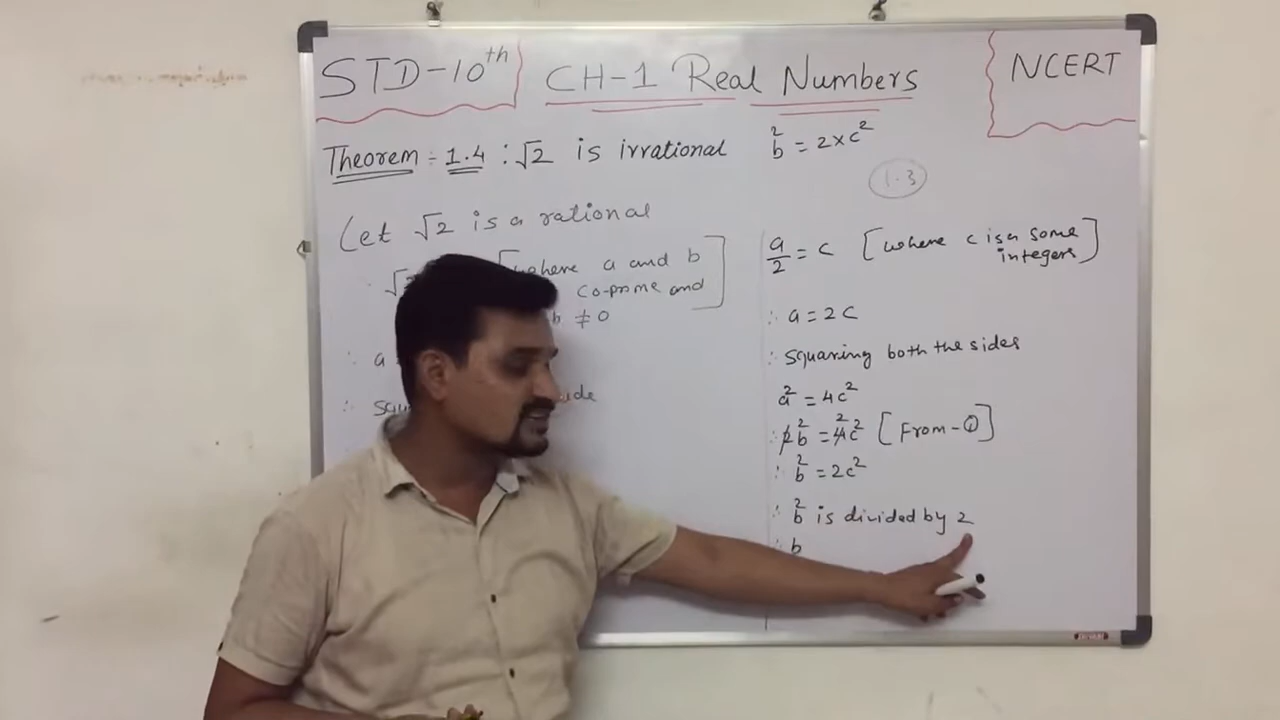 STD-10th CH-1 Real Numbers NCERT
Theorem ÷ 1.4 : √2 is irrational
b² = 2×c²
1.3
Let √2 is a rational
[where a and b
co-prime and]
b ≠ 0
∴ a
∴ squ
a/2 = c [where c is a some
integers]
∴ a = 2c
∴ squaring both the sides
a² = 4c²
∴ 2b² = 4c² [From - ①]
∴ b² = 2c²
∴ b² is divided by 2
∴ b